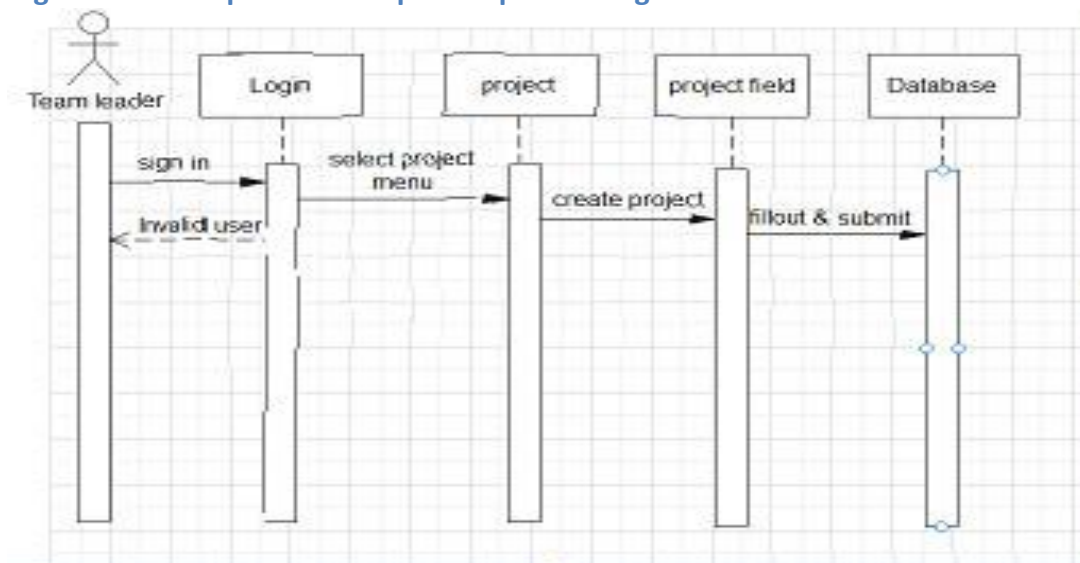 Team leader
Login
project
project field
Database
sign in
select project
menu
create project
fillout & submit
Invalid user